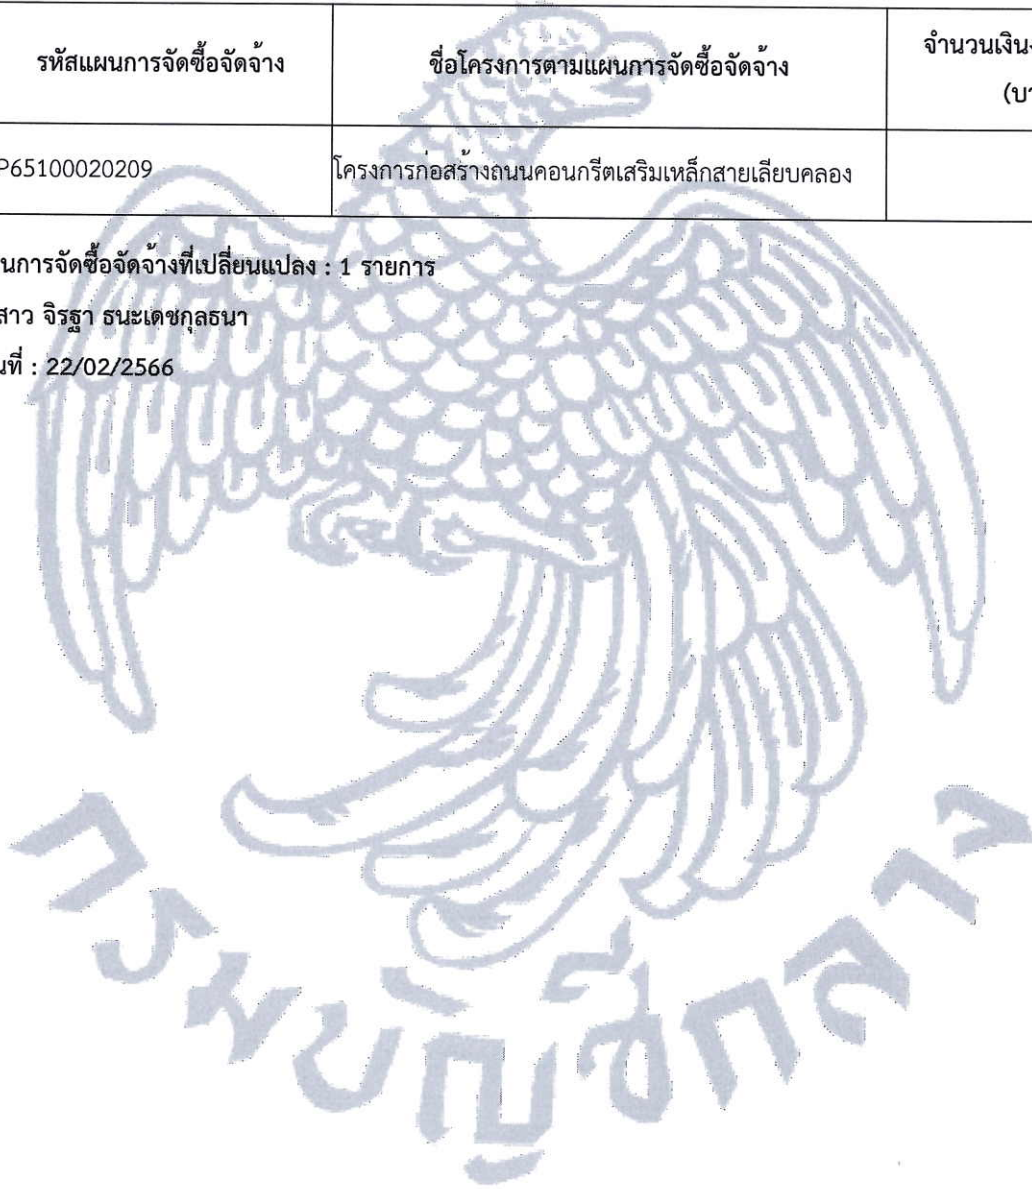 รหัสแผนการจัดซื้อจัดจ้าง ชื่อโครงการตามแผนการจัดซื้อจัดจ้าง จำนวนเงิน
(บา
P65100020209 โครงการก่อสร้างถนนคอนกรีตเสริมเหล็กสายเลียบคลอง
นการจัดซื้อจัดจ้างที่เปลี่ยนแปลง : 1 รายการ
สาว จิรฐา ธนะเดชกุลธนา
นที่ : 22/02/2566
กรมบัญชีกลาง